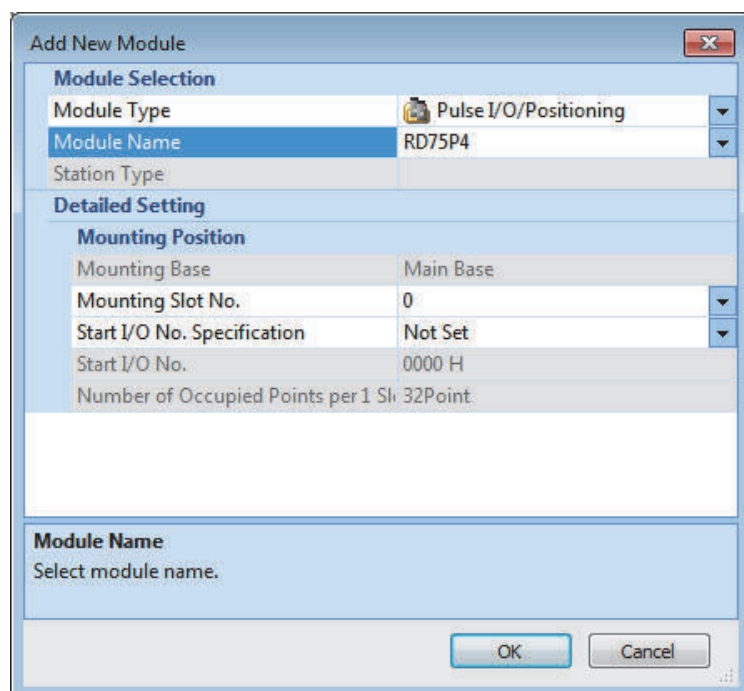 Add New Module
Module Selection
Module Type Pulse I/O/Positioning
Module Name RD75P4
Station Type
Detailed Setting
Mounting Position
Mounting Base Main Base
Mounting Slot No. 0
Start I/O No. Specification Not Set
Start I/O No. 0000 H
Number of Occupied Points per 1 Sl 32Point
Module Name
Select module name.
OK Cancel